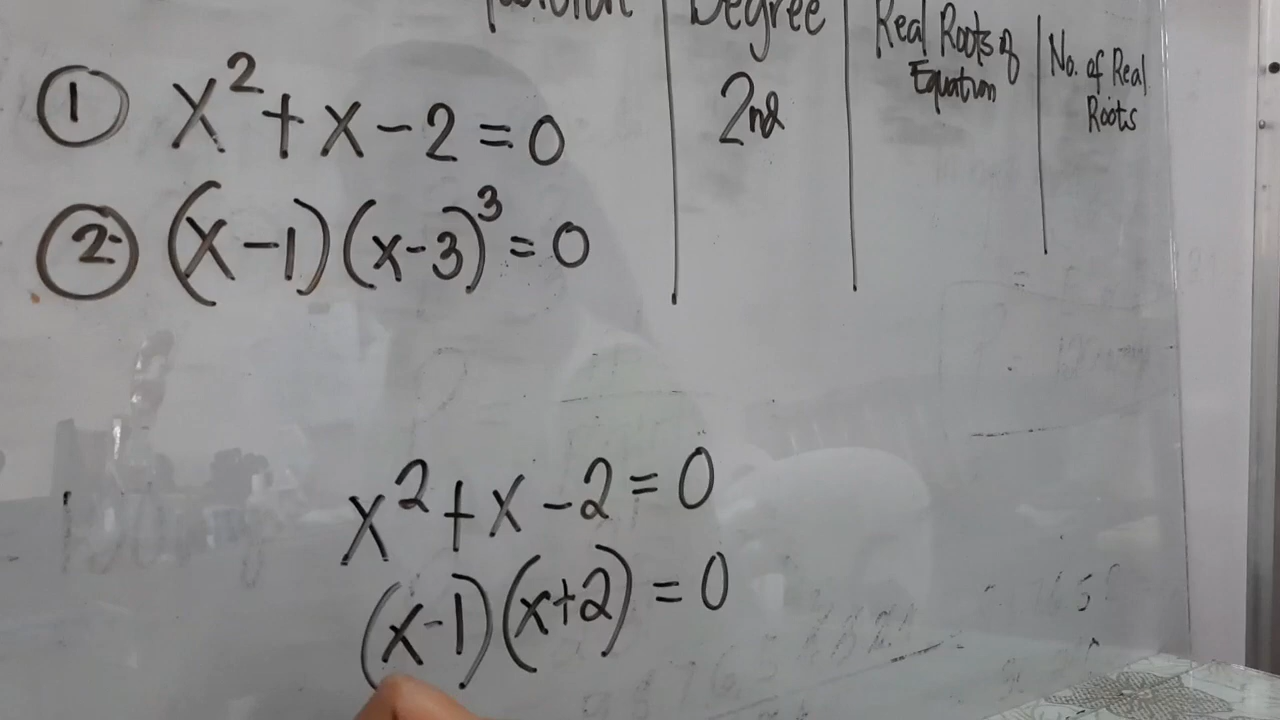 Degree
Real Roots of
Equation
No. of Real
Roots
① x² + x - 2 = 0
2nd
② (x - 1)(x - 3)³ = 0
x² + x - 2 = 0
(x - 1)(x + 2) = 0